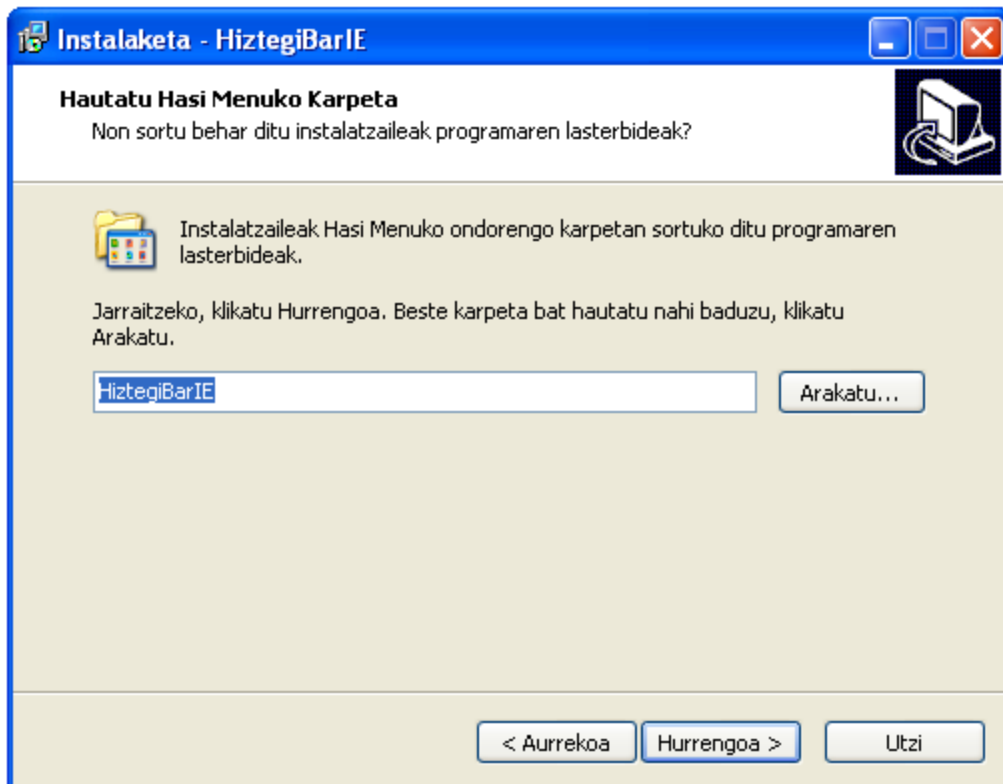 Instalaketa - HiztegiBarIE
Hautatu Hasi Menuko Karpeta
Non sortu behar ditu instalatzaileak programaren lasterbideak?
Instalatzaileak Hasi Menuko ondorengo karpetan sortuko ditu programaren
lasterbideak.
Jarraitzeko, klikatu Hurrengoa. Beste karpeta bat hautatu nahi baduzu, klikatu
Arakatu.
HiztegiBarIE
Arakatu...
< Aurrekoa
Hurrengoa >
Utzi